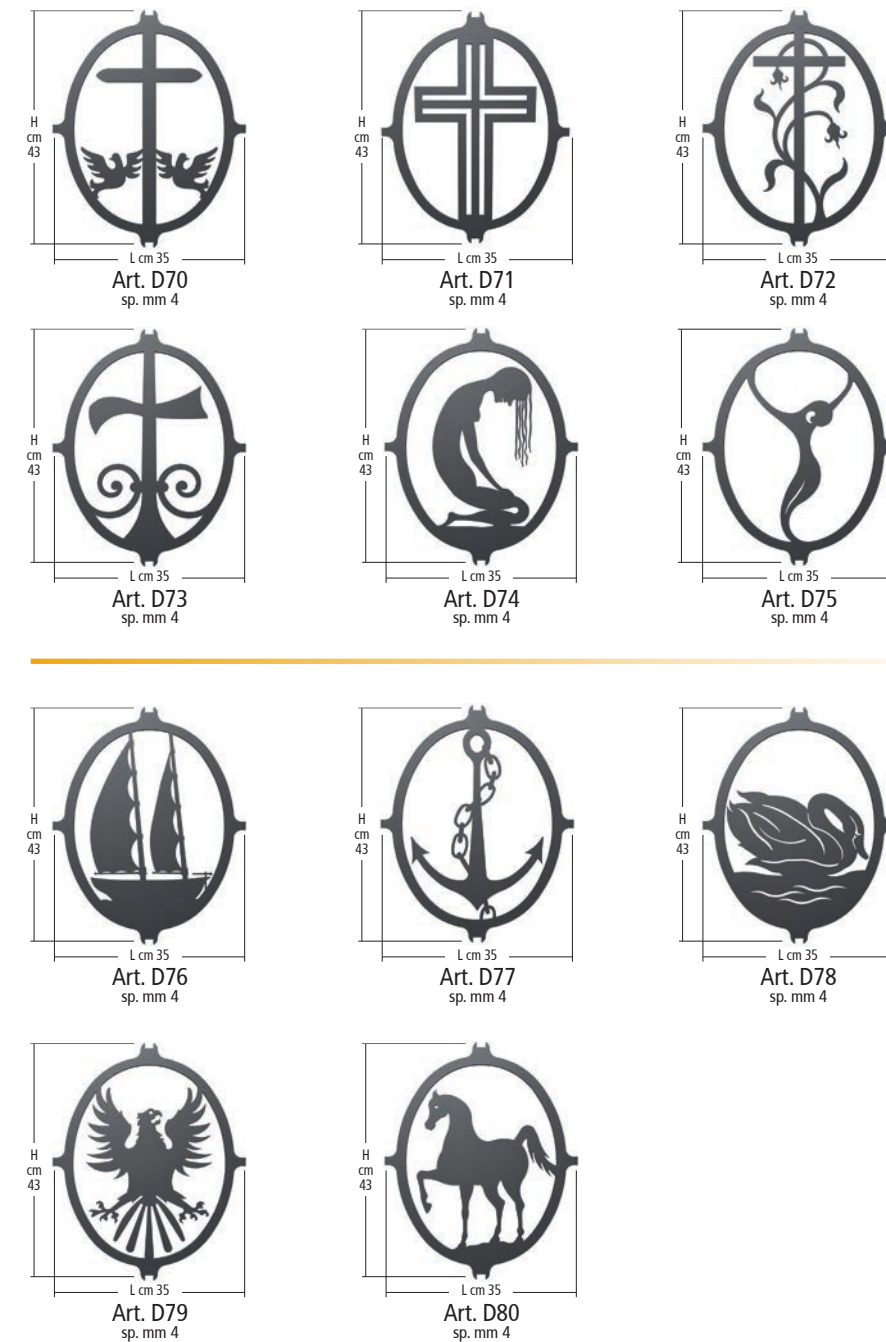 H
cm
43
L cm 35
Art. D70
sp. mm 4
H
cm
43
L cm 35
Art. D71
sp. mm 4
H
cm
43
L cm 35
Art. D72
sp. mm 4
H
cm
43
L cm 35
Art. D73
sp. mm 4
H
cm
43
L cm 35
Art. D74
sp. mm 4
H
cm
43
L cm 35
Art. D75
sp. mm 4
H
cm
43
L cm 35
Art. D76
sp. mm 4
H
cm
43
L cm 35
Art. D77
sp. mm 4
H
cm
43
L cm 35
Art. D78
sp. mm 4
H
cm
43
L cm 35
Art. D79
sp. mm 4
H
cm
43
L cm 35
Art. D80
sp. mm 4